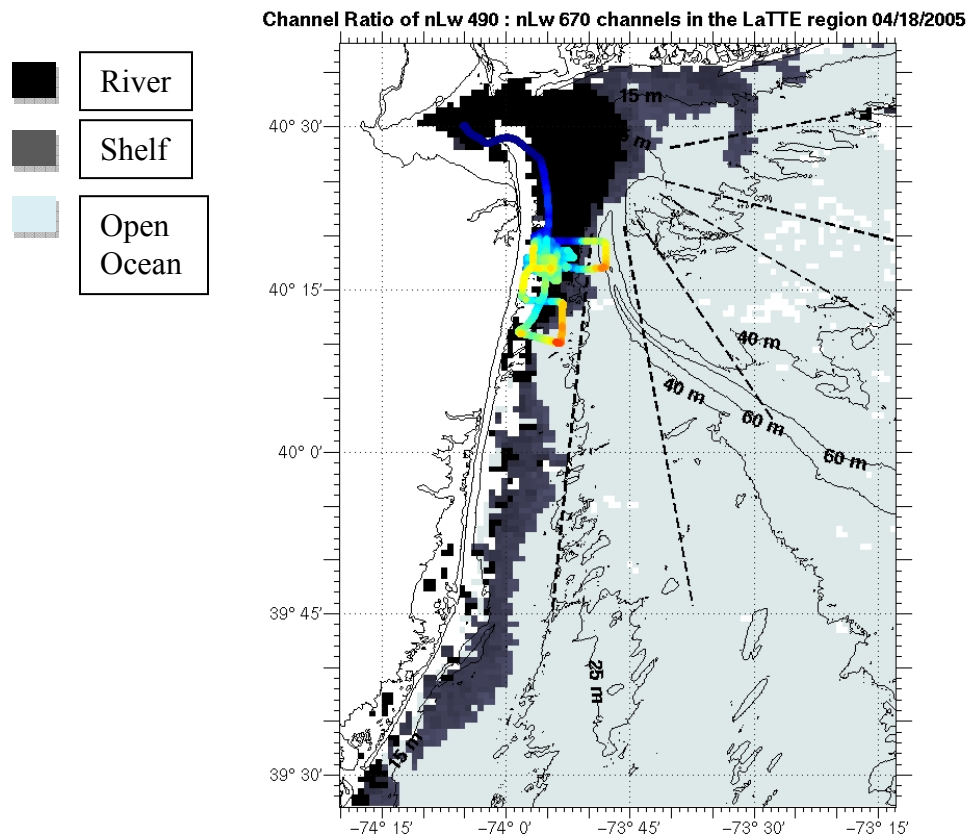 Channel Ratio of nLw 490 : nLw 670 channels in the LaTTE region 04/18/2005
River
Shelf
Open
Ocean
15 m
m
40° 30'
40° 15'
40 m
40 m
60 m
60 m
40° 0'
39° 45'
25 m
15 m
39° 30'
−74° 15' −74° 0' −73° 45' −73° 30' −73° 15'